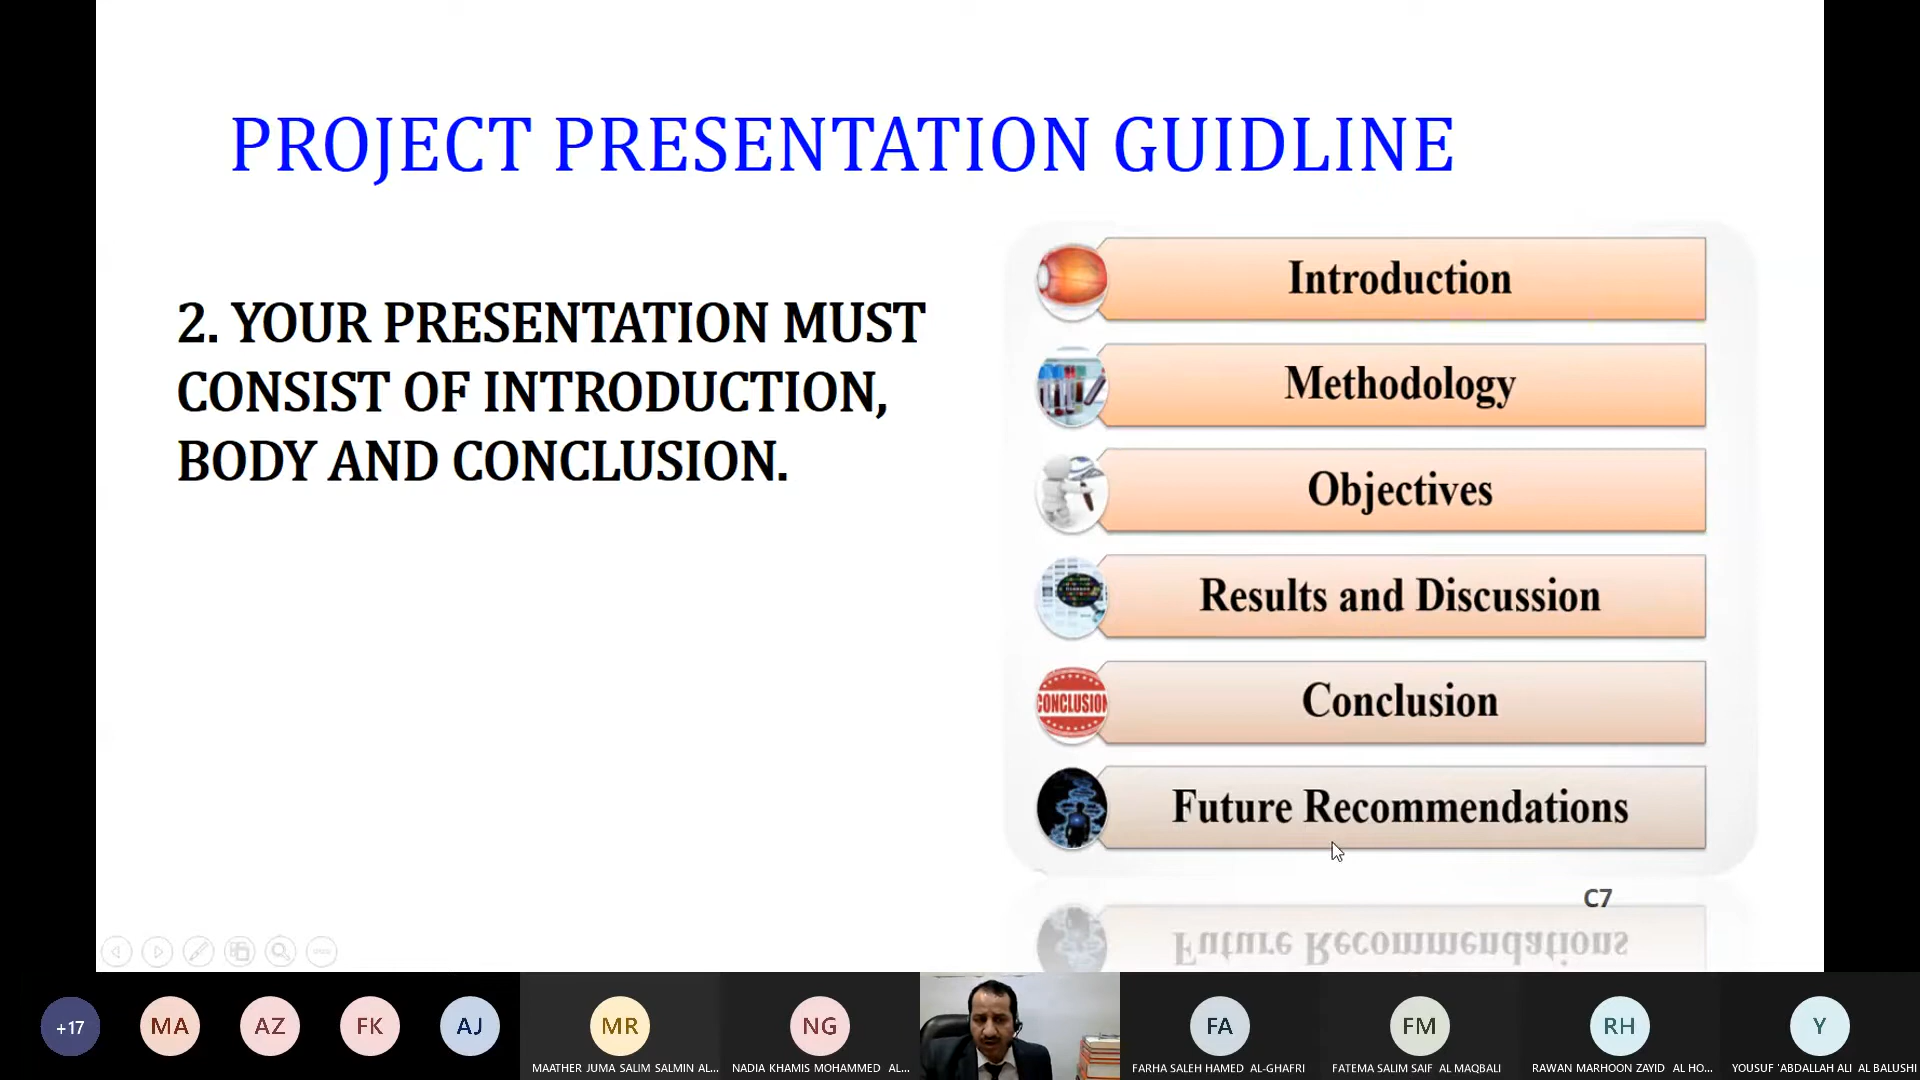 PROJECT PRESENTATION GUIDLINE
2. YOUR PRESENTATION MUST
CONSIST OF INTRODUCTION,
BODY AND CONCLUSION.
Introduction
Methodology
Objectives
Results and Discussion
CONCLUSION
Conclusion
Future Recommendations
C7
Future Recommendations
+17
MA
AZ
FK
AJ
MR
MAATHER JUMA SALIM SALMIN AL...
NG
NADIA KHAMIS MOHAMMED AL...
FA
FARHA SALEH HAMED AL-GHAFRI
FM
FATEMA SALIM SAIF AL MAQBALI
RH
RAWAN MARHOON ZAYID AL HO...
Y
YOUSUF 'ABDALLAH ALI AL BALUSHI